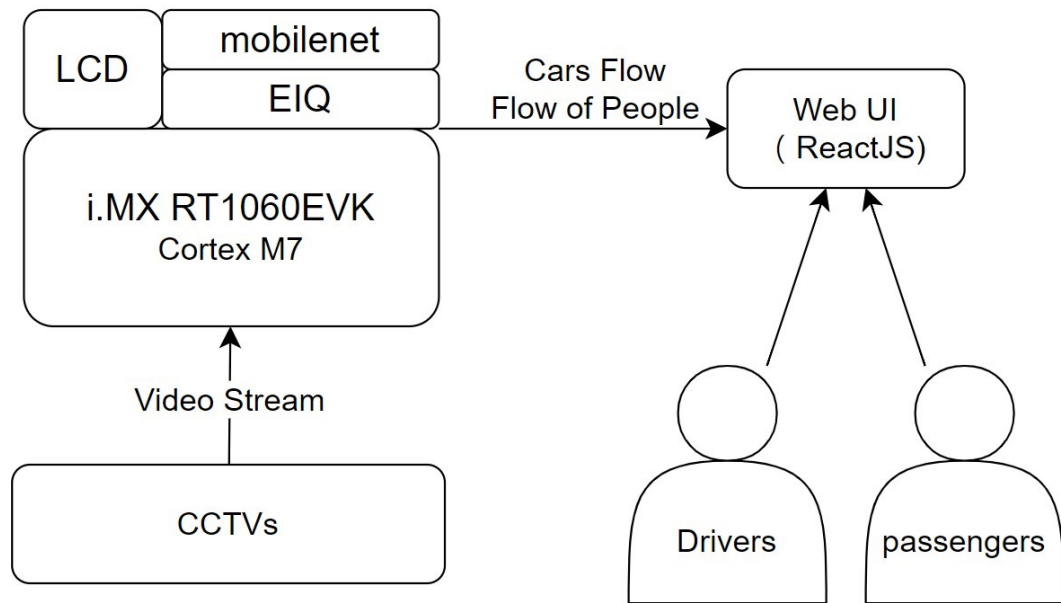 LCD
mobilenet
EIQ
i.MX RT1060EVK
Cortex M7
Cars Flow
Flow of People
Web UI
( ReactJS)
Video Stream
CCTVs
Drivers
passengers